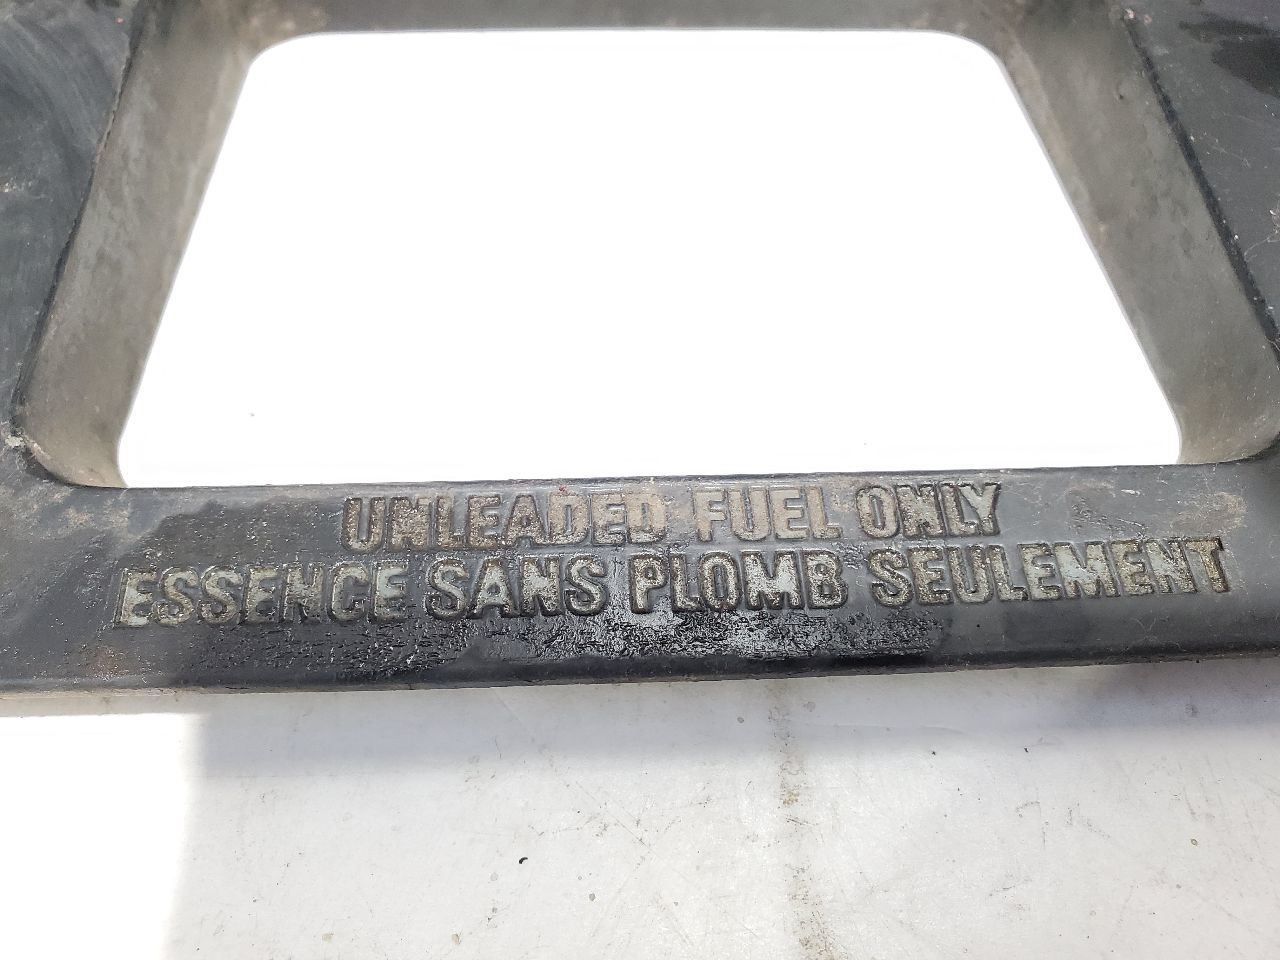 UNLEADED FUEL ONLY
ESSENCE SANS PLOMB SEULEMENT